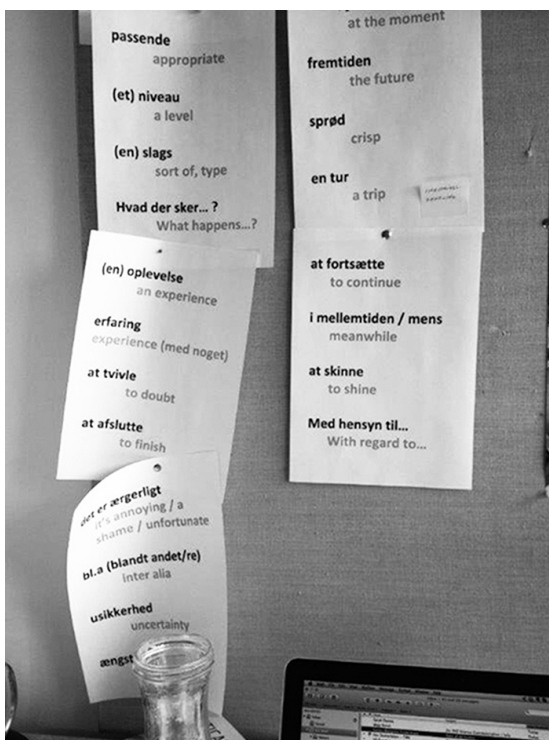 passende
appropriate
(et) niveau
a level
(en) slags
sort of, type
Hvad der sker... ?
What happens...?
(en) oplevelse
an experience
erfaring
experience (med noget)
at tvivle
to doubt
at afslutte
to finish
det er ærgerligt
it's annoying / a
shame / unfortunate
bl.a (blandt andet/re)
inter alia
usikkerhed
uncertainty
ængst
at the moment
fremtiden
the future
sprød
crisp
en tur
a trip
at fortsætte
to continue
i mellemtiden / mens
meanwhile
at skinne
to shine
Med hensyn til...
With regard to...